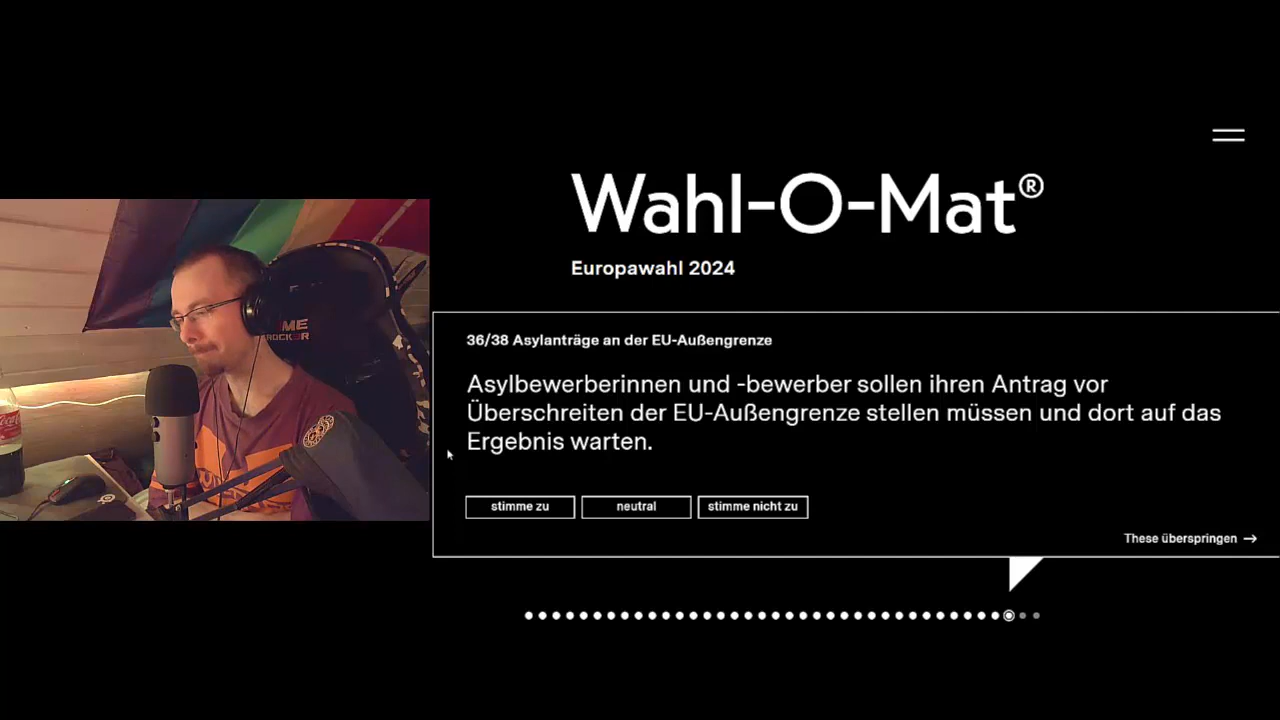 Wahl-O-Mat®
Europawahl 2024
36/38 Asylanträge an der EU-Außengrenze
Asylbewerberinnen und -bewerber sollen ihren Antrag vor
Überschreiten der EU-Außengrenze stellen müssen und dort auf das
Ergebnis warten.
stimme zu
neutral
stimme nicht zu
These überspringen →